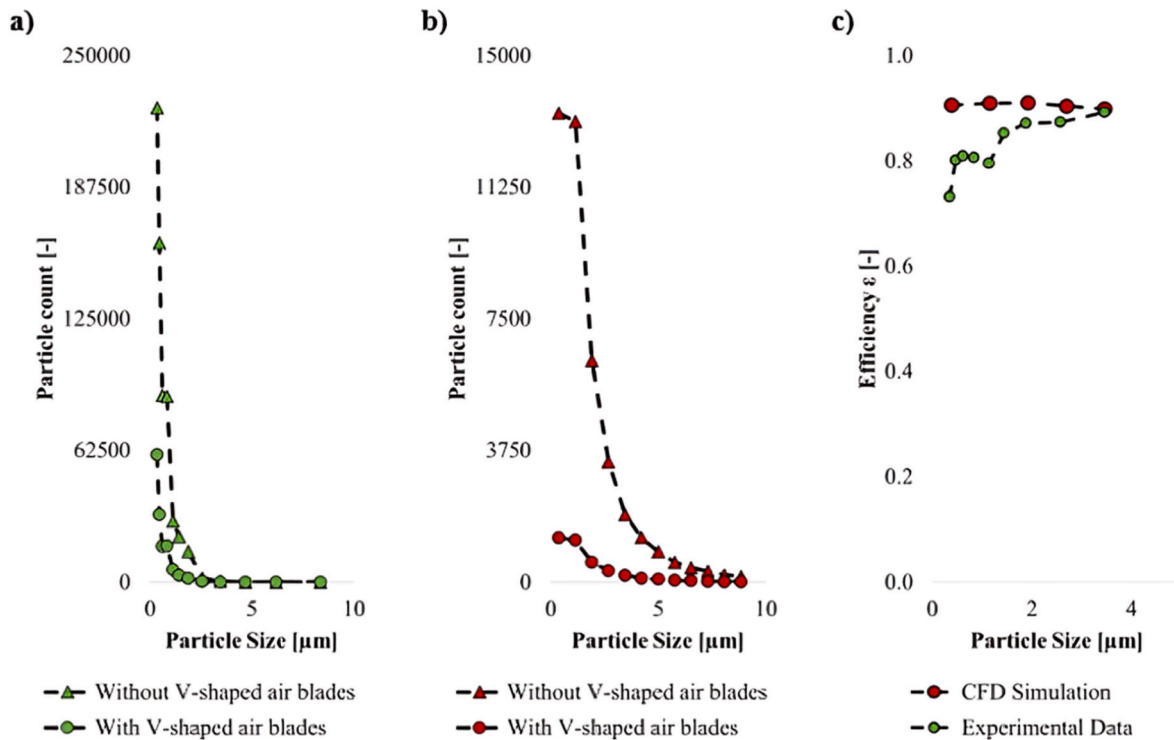 a)
250000
187500
125000
62500
0
Particle count [-]
0
5
10
Particle Size [µm]
Without V-shaped air blades
With V-shaped air blades
b)
15000
11250
7500
3750
0
Particle count [-]
0
5
10
Particle Size [µm]
Without V-shaped air blades
With V-shaped air blades
c)
1.0
0.8
0.6
0.4
0.2
0.0
Efficiency ε [-]
0
2
4
Particle Size [µm]
CFD Simulation
Experimental Data